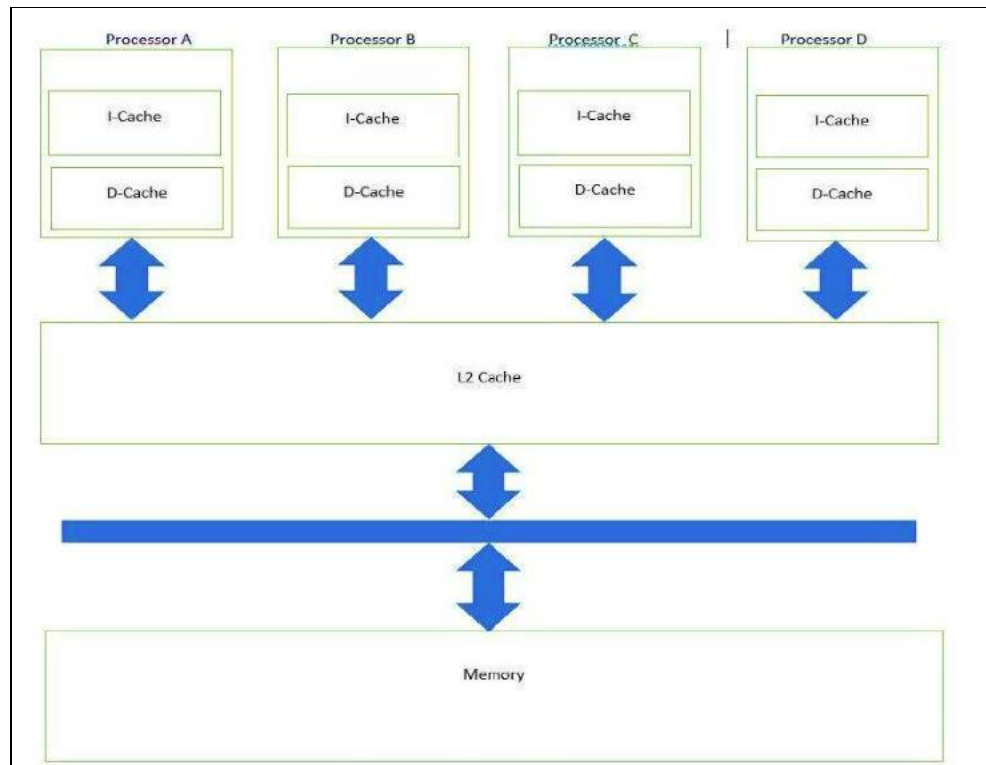 Processor A
Processor B
Processor C
Processor D
I-Cache
I-Cache
I-Cache
I-Cache
D-Cache
D-Cache
D-Cache
D-Cache
L2 Cache
Memory